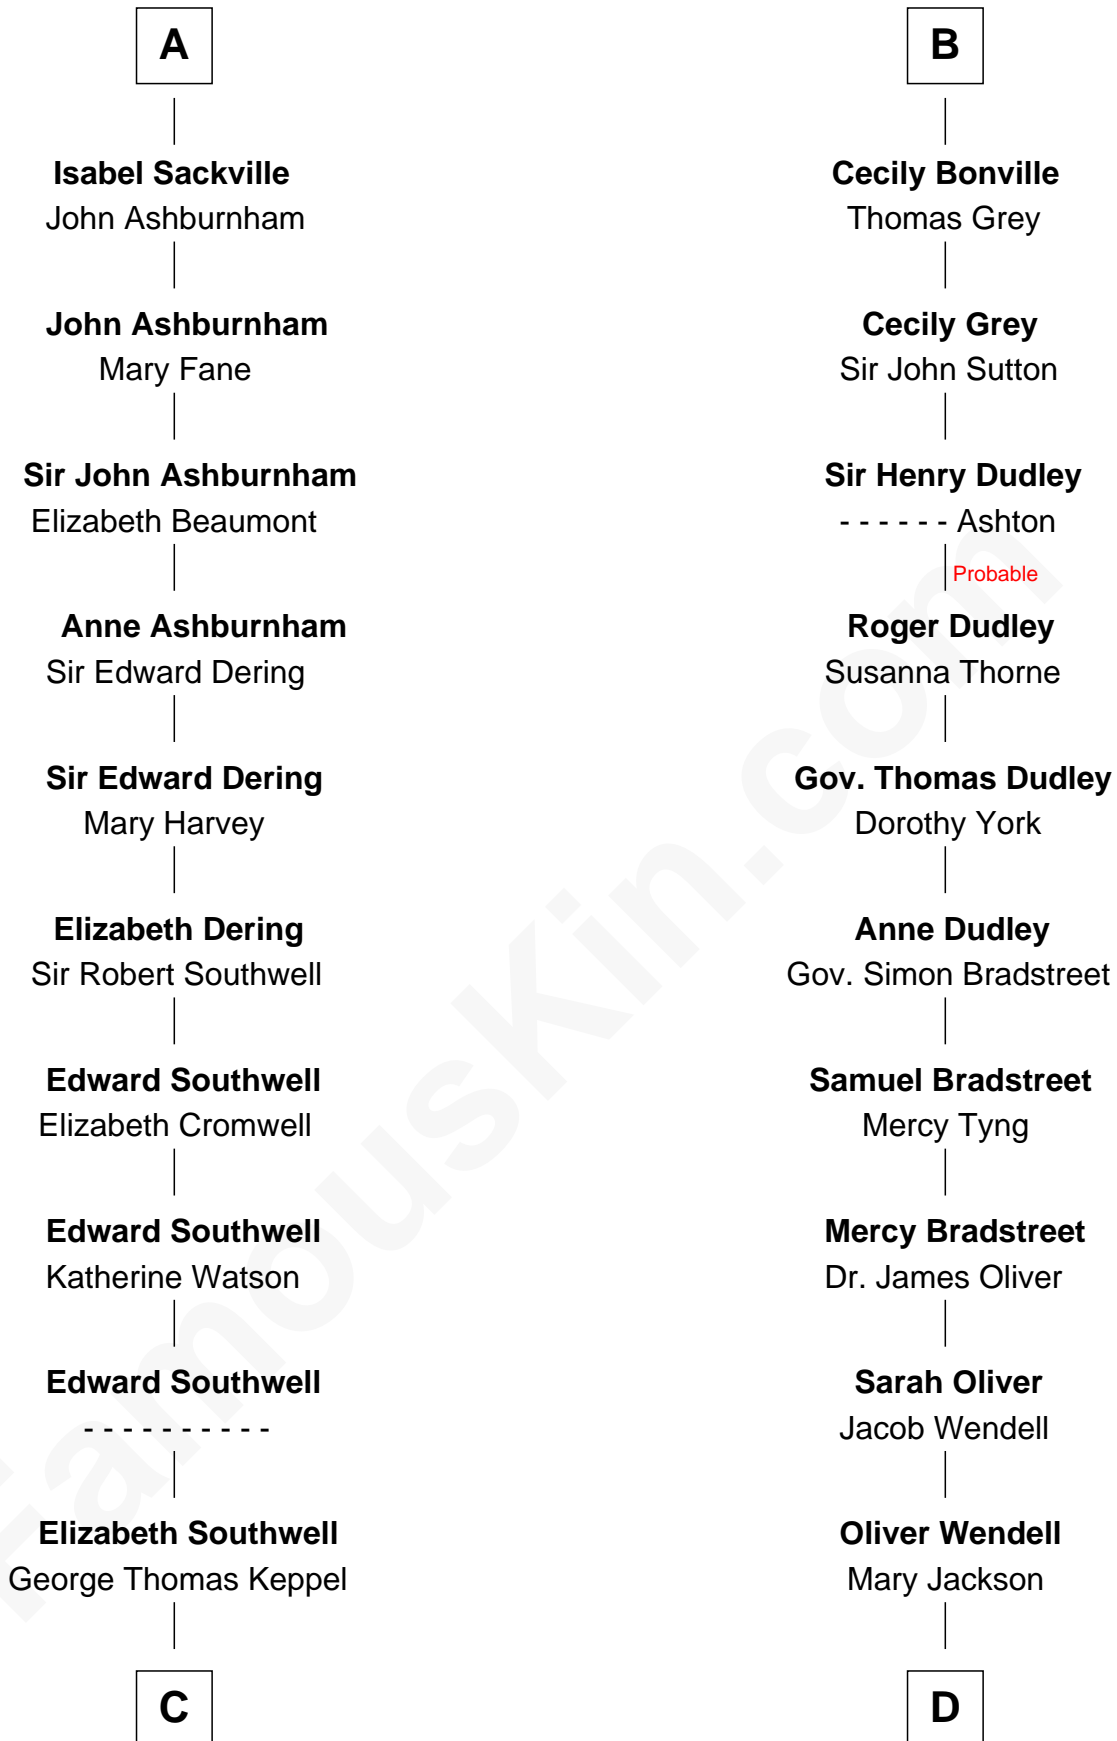 A
Isabel Sackville
John Ashburnham
John Ashburnham
Mary Fane
Sir John Ashburnham
Elizabeth Beaumont
Anne Ashburnham
Sir Edward Dering
Sir Edward Dering
Mary Harvey
Elizabeth Dering
Sir Robert Southwell
Edward Southwell
Elizabeth Cromwell
Edward Southwell
Katherine Watson
Edward Southwell
- - - - - - - - - -
Elizabeth Southwell
George Thomas Keppel
C
B
Cecily Bonville
Thomas Grey
Cecily Grey
Sir John Sutton
Sir Henry Dudley
- - - - - - Ashton
Probable
Roger Dudley
Susanna Thorne
Gov. Thomas Dudley
Dorothy York
Anne Dudley
Gov. Simon Bradstreet
Samuel Bradstreet
Mercy Tyng
Mercy Bradstreet
Dr. James Oliver
Sarah Oliver
Jacob Wendell
Oliver Wendell
Mary Jackson
D
FamousKin.com